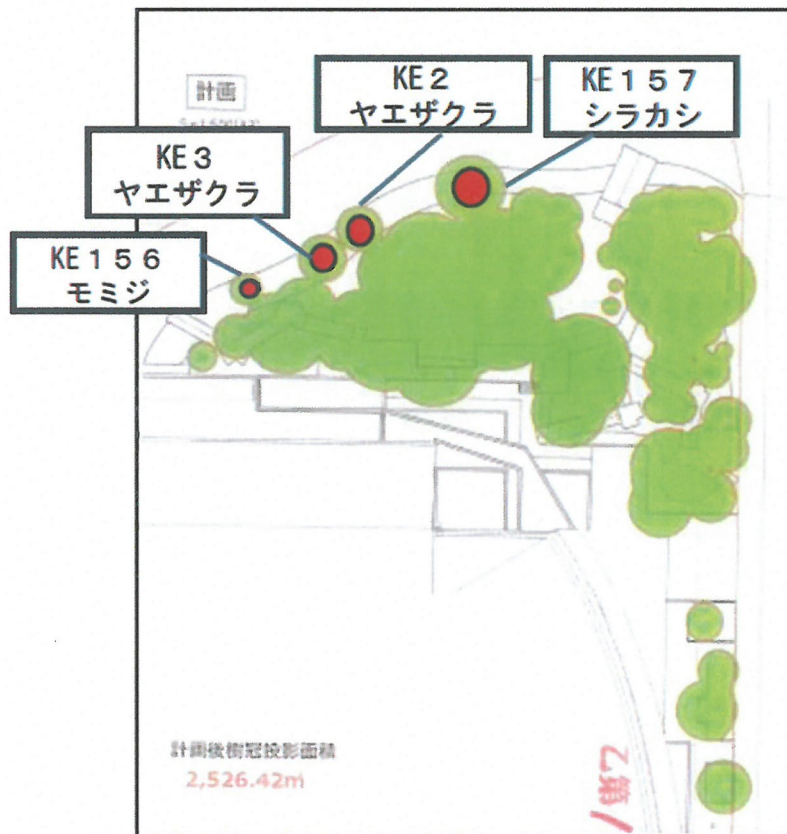 計画
KE2
ヤエザクラ
KE157
シラカシ
KE3
ヤエザクラ
KE156
モミジ
計画後樹冠投影面積
2,526.42㎡
乙第